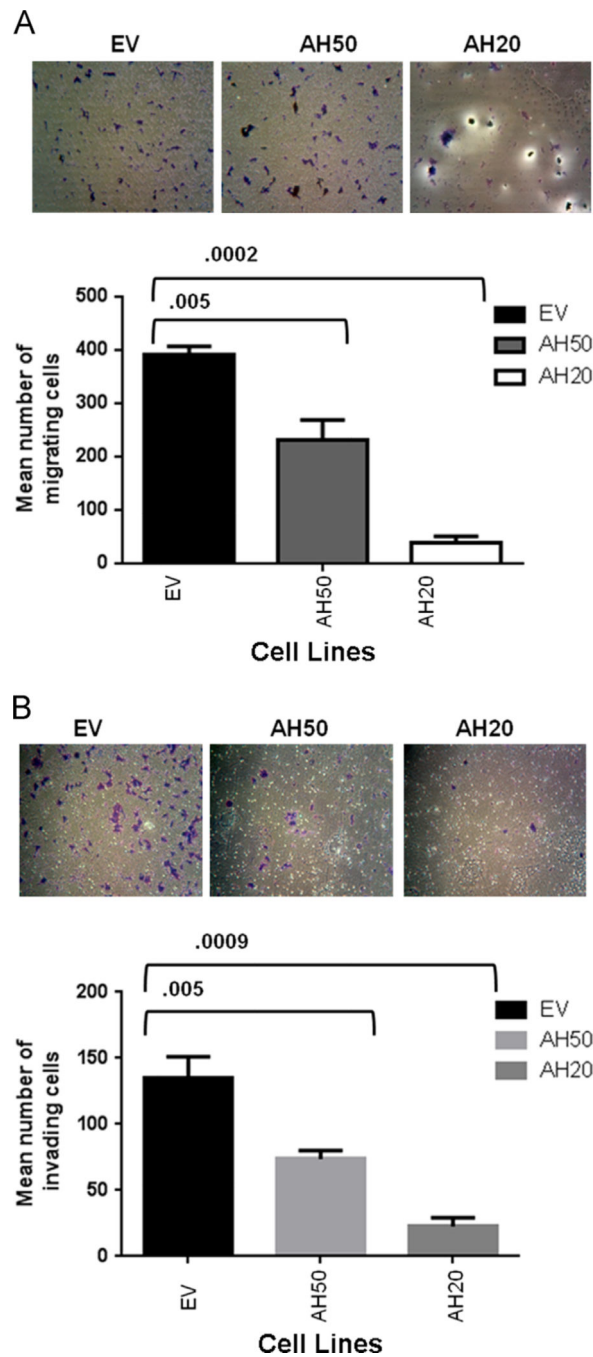 A
EV AH50 AH20
.0002
.005
500
400
300
200
100
0
Mean number of
migrating cells
EV
AH50
AH20
EV
AH50
AH20
Cell Lines
B
EV AH50 AH20
.0009
.005
200
150
100
50
0
Mean number of
invading cells
EV
AH50
AH20
EV
AH50
AH20
Cell Lines